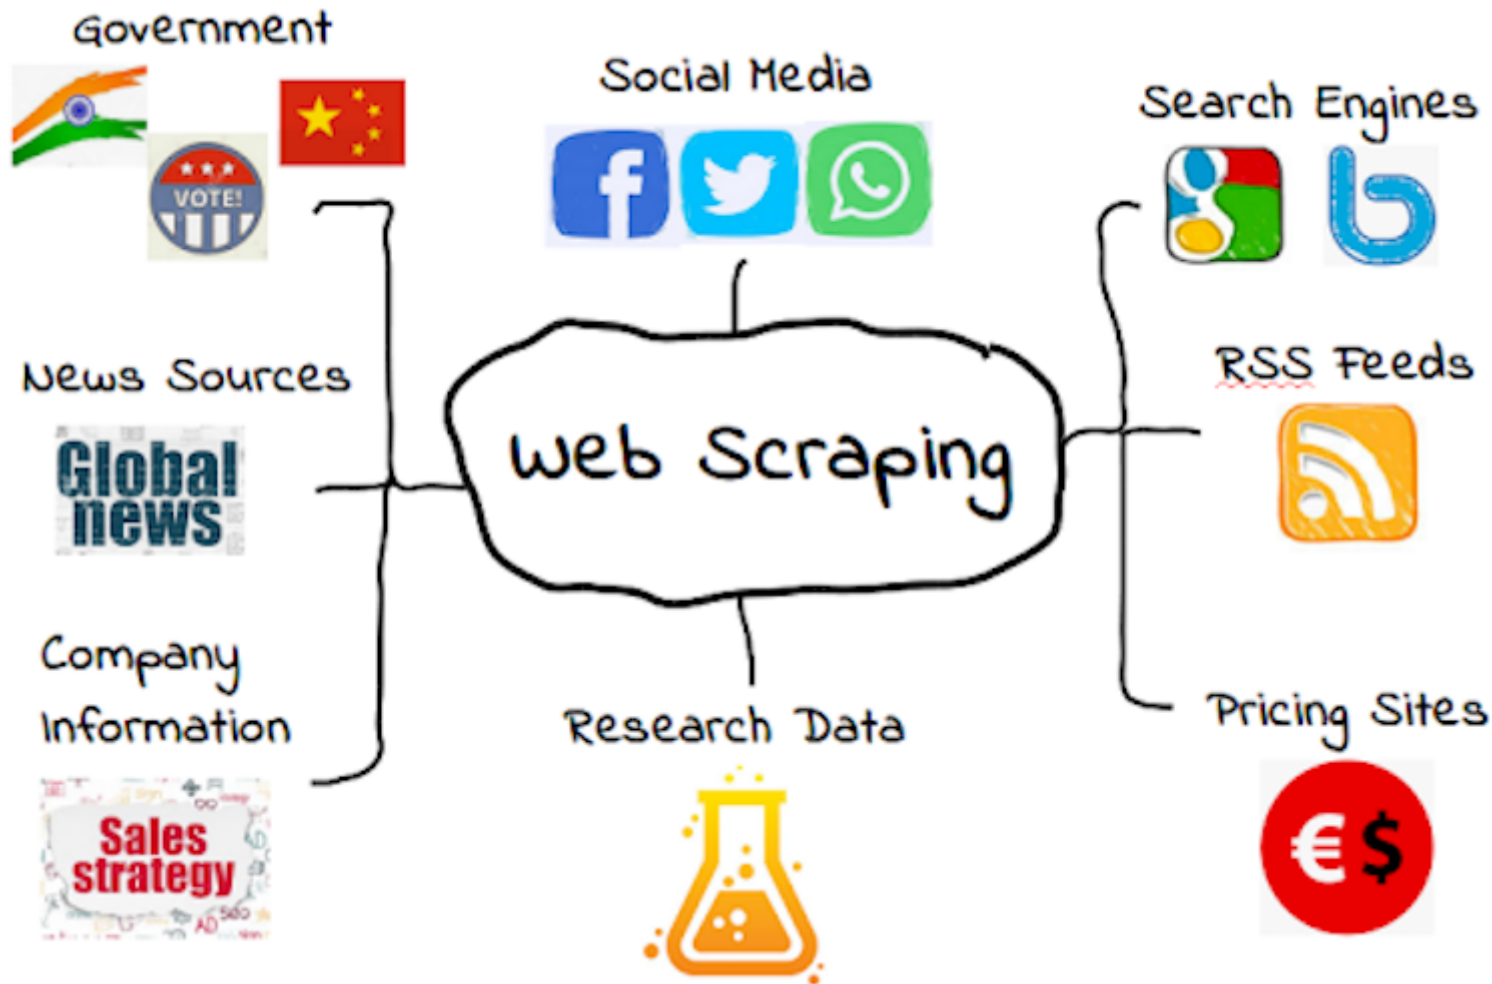 Government
VOTE!
Social Media
Search Engines
News Sources
Global
news
Web Scraping
RSS Feeds
Company
Information
Sales
strategy
Research Data
Pricing Sites
€ $